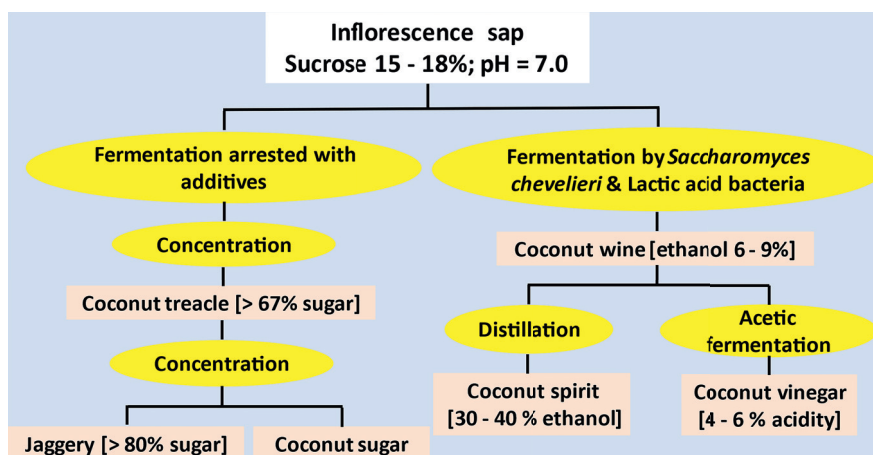 Inflorescence sap
Sucrose 15 - 18%; pH = 7.0
Fermentation arrested with
additives
Fermentation by Saccharomyces
chevelieri & Lactic acid bacteria
Concentration
Coconut wine [ethanol 6 - 9%]
Coconut treacle [> 67% sugar]
Distillation
Acetic
fermentation
Concentration
Coconut spirit
[30 - 40 % ethanol]
Coconut vinegar
[4 - 6 % acidity]
Jaggery [> 80% sugar]
Coconut sugar